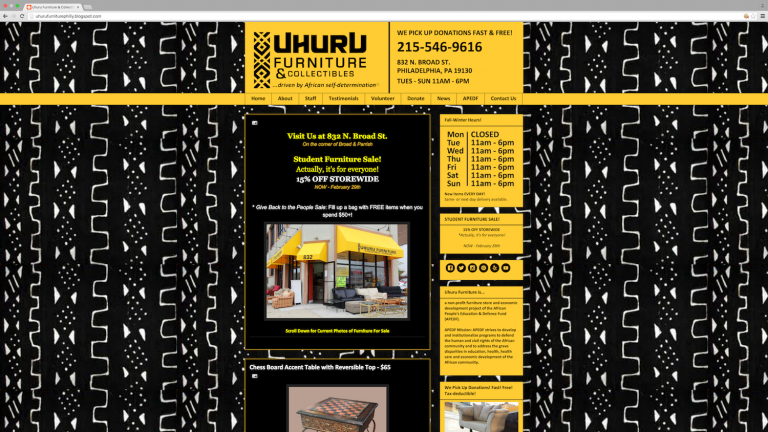 Uhuru Furniture & Collectibl
uhurufurniturephilly.blogspot.com
UHURU
FURNITURE
& COLLECTIBLES
...driven by African self-determination
WE PICK UP DONATIONS FAST & FREE!
215-546-9616
832 N. BROAD ST.
PHILADELPHIA, PA 19130
TUES - SUN 11AM - 6PM
Home About Staff Testimonials Volunteer Donate News APEDF Contact Us
Visit Us at 832 N. Broad St.
On the corner of Broad & Parrish
Student Furniture Sale!
Actually, it's for everyone!
15% OFF STOREWIDE
NOW - February 29th
* Give Back to the People Sale: Fill up a bag with FREE items when you
spend $50+!
832
UHURU FURNITURE
Scroll Down for Current Photos of Furniture For Sale
Chess Board Accent Table with Reversible Top - $65
Fall-Winter Hours!
Mon CLOSED
Tue 11am - 6pm
Wed 11am - 6pm
Thu 11am - 6pm
Fri 11am - 6pm
Sat 11am - 6pm
Sun 11am - 6pm
New Items EVERY DAY!
Same- or next-day delivery available
STUDENT FURNITURE SALE!
15% OFF STOREWIDE
*Actually, it's for everyone!
NOW - February 29th
Uhuru Furniture is...
a non-profit furniture store and economic
development project of the African
People's Education & Defense Fund
(APEDF).
APEDF Mission: APEDF strives to develop
and institutionalize programs to defend
the human and civil rights of the African
community and to address the grave
disparities in education, health, health
care and economic development of the
African community.
We Pick Up Donations! Fast! Free!
Tax-deductible!